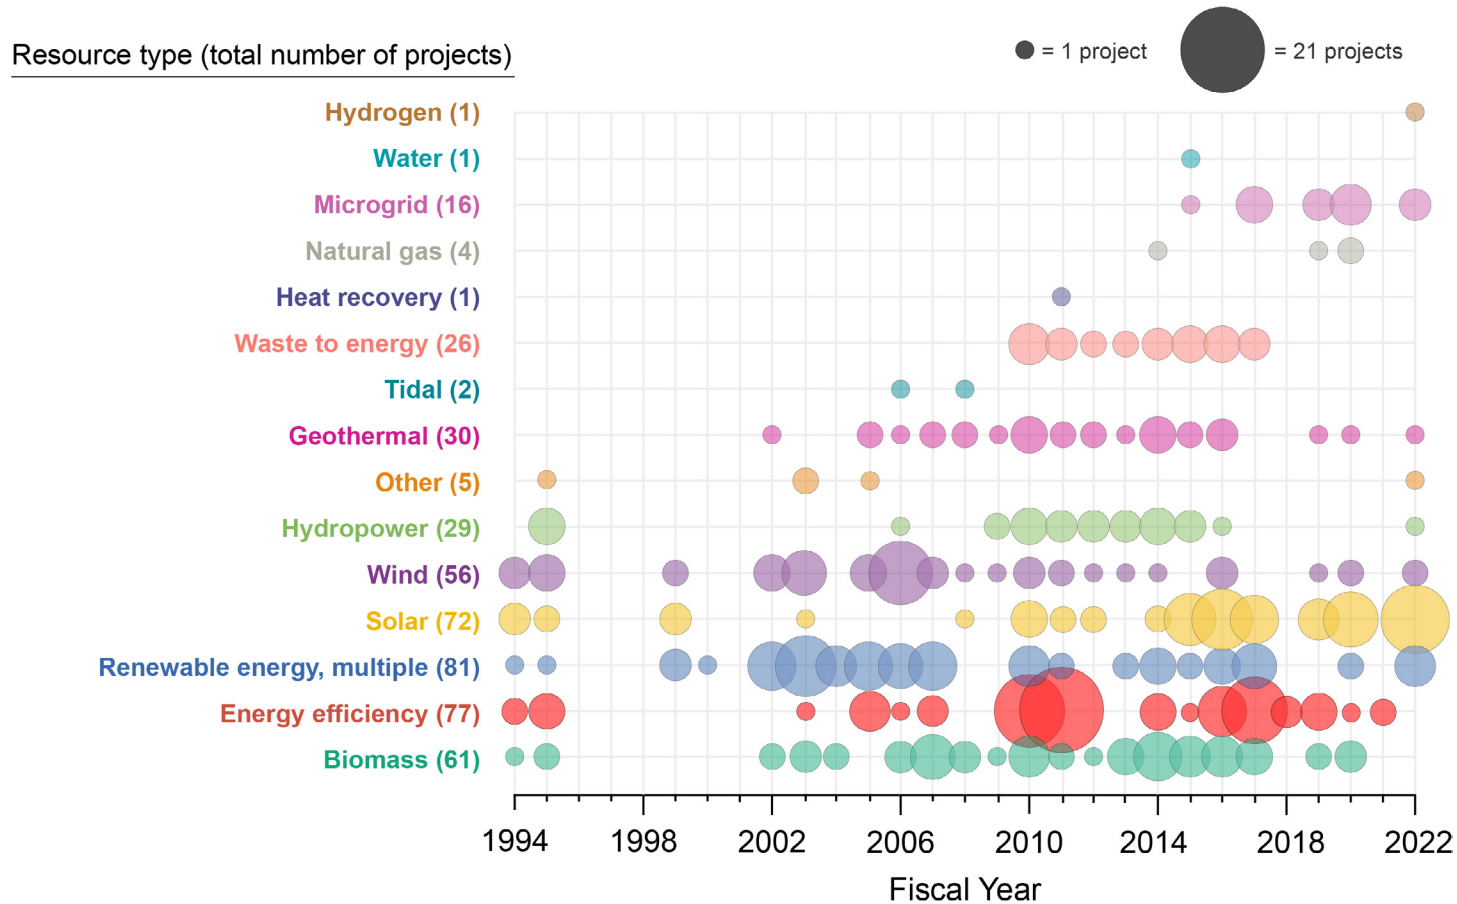 Resource type (total number of projects)
= 1 project
= 21 projects
Hydrogen (1)
Water (1)
Microgrid (16)
Natural gas (4)
Heat recovery (1)
Waste to energy (26)
Tidal (2)
Geothermal (30)
Other (5)
Hydropower (29)
Wind (56)
Solar (72)
Renewable energy, multiple (81)
Energy efficiency (77)
Biomass (61)
1994 1998 2002 2006 2010 2014 2018 2022
Fiscal Year